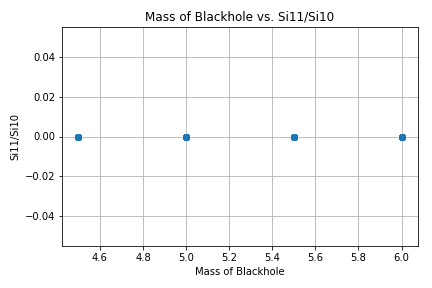 Mass of Blackhole vs. Si11/Si10
0.04
0.02
0.00
−0.02
−0.04
Si11/Si10
4.6 4.8 5.0 5.2 5.4 5.6 5.8 6.0
Mass of Blackhole